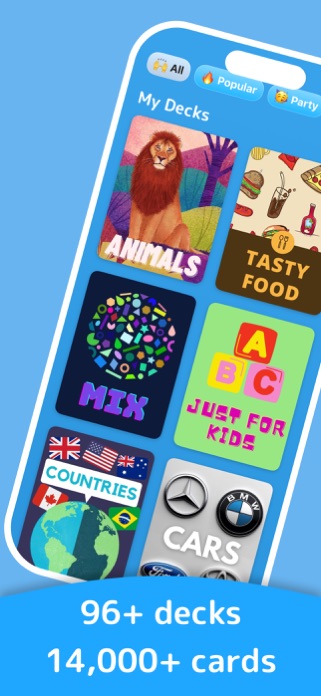 All
Popular
Party
My Decks
ANIMALS
TASTY
FOOD
MIX
A
B C
JUST FOR
KIDS
COUNTRIES
BMW
CARS
Ford
96+ decks
14,000+ cards